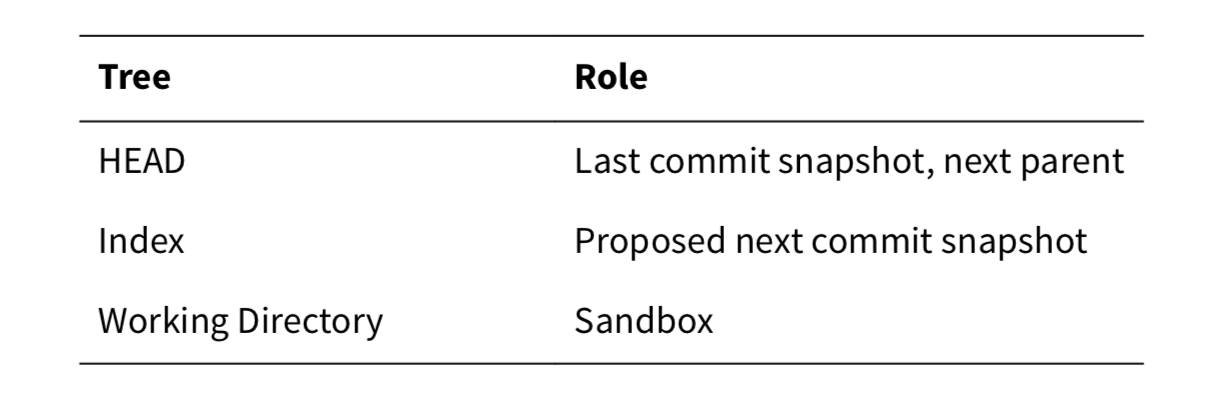 Tree Role
HEAD Last commit snapshot, next parent
Index Proposed next commit snapshot
Working Directory Sandbox